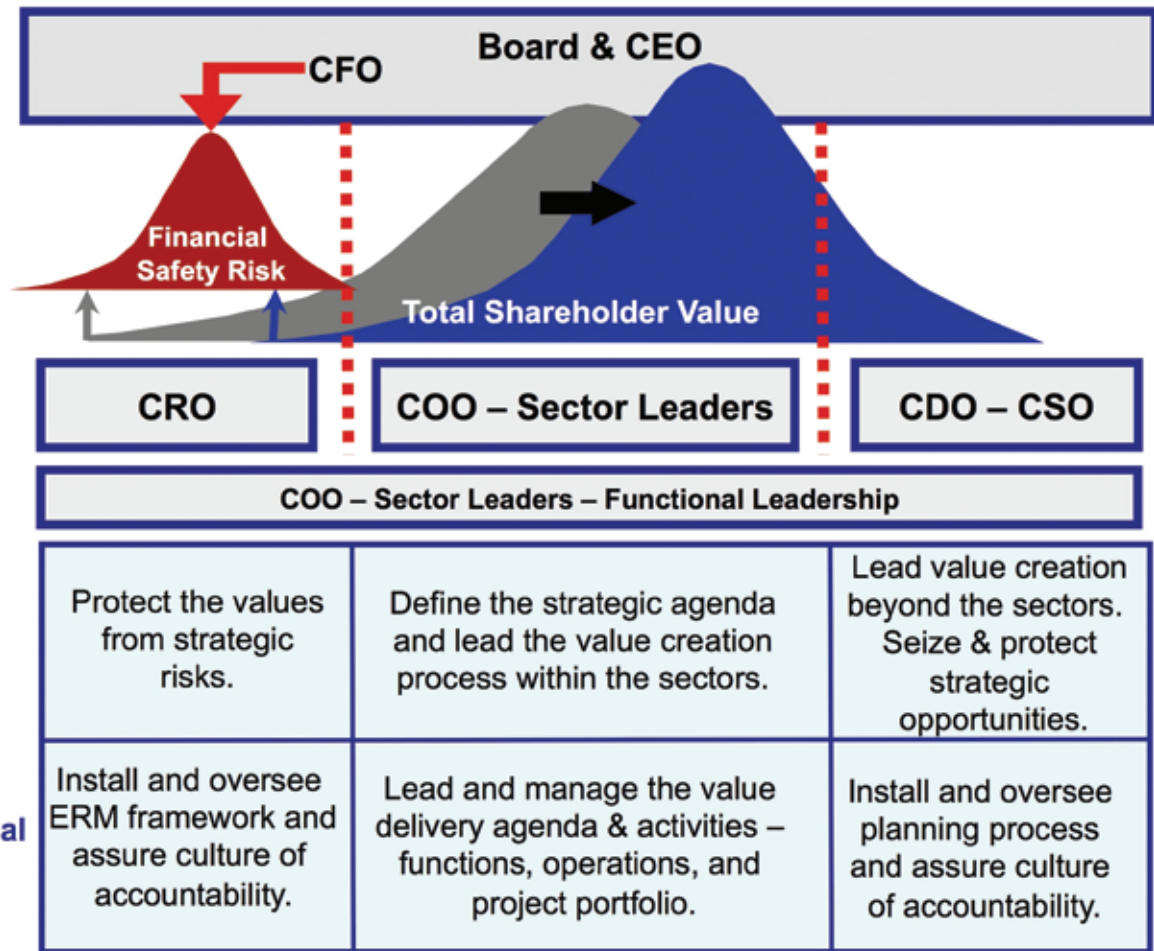 Board & CEO
CFO
Financial
Safety Risk
Total Shareholder Value
CRO
COO – Sector Leaders
CDO – CSO
COO – Sector Leaders – Functional Leadership
Protect the values
from strategic
risks.
Define the strategic agenda
and lead the value creation
process within the sectors.
Lead value creation
beyond the sectors.
Seize & protect
strategic
opportunities.
al
Install and oversee
ERM framework and
assure culture of
accountability.
Lead and manage the value
delivery agenda & activities –
functions, operations, and
project portfolio.
Install and oversee
planning process
and assure culture
of accountability.